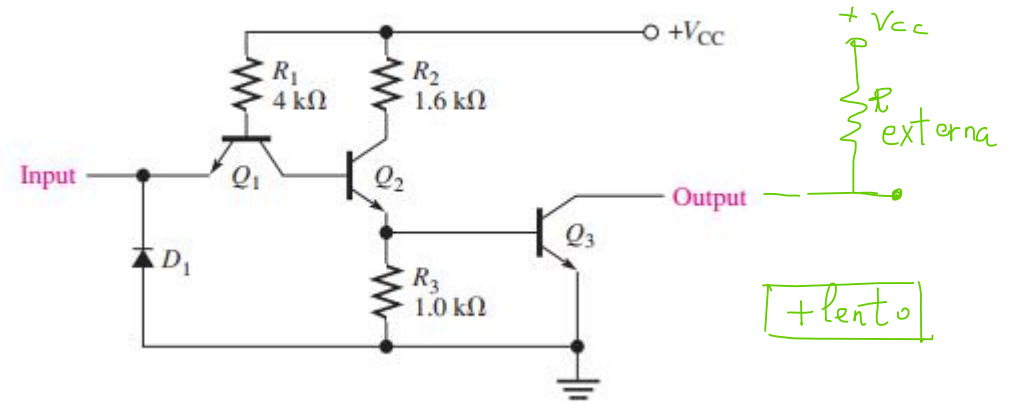 +VCC
R1
4 kΩ
R2
1.6 kΩ
Input
Q1
Q2
D1
R3
1.0 kΩ
Q3
Output
+ Vcc
R
externa
+lento